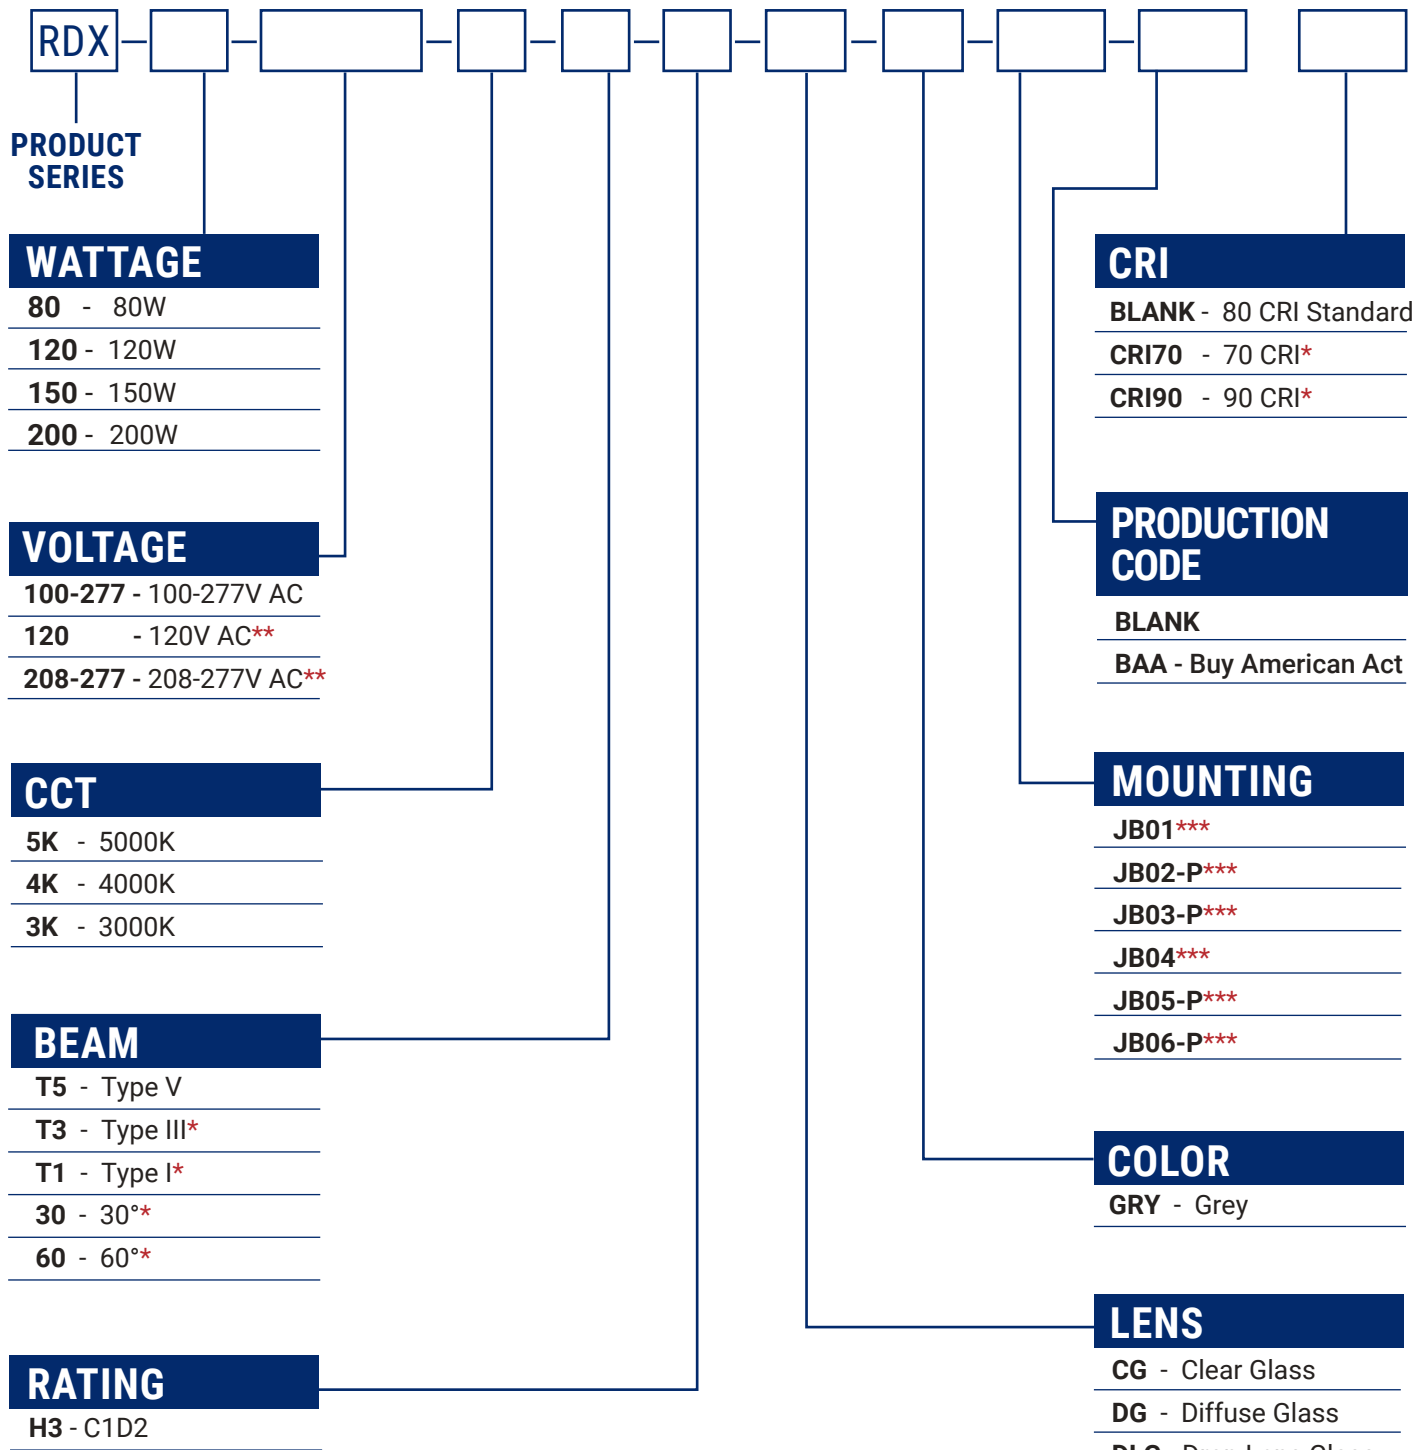 RDX
PRODUCT
SERIES
WATTAGE
80 - 80W
120 - 120W
150 - 150W
200 - 200W
VOLTAGE
100-277 - 100-277V AC
120 - 120V AC**
208-277 - 208-277V AC**
CCT
5K - 5000K
4K - 4000K
3K - 3000K
BEAM
T5 - Type V
T3 - Type III*
T1 - Type I*
30 - 30°*
60 - 60°*
RATING
H3 - C1D2
CRI
BLANK - 80 CRI Standard
CRI70 - 70 CRI*
CRI90 - 90 CRI*
PRODUCTION
CODE
BLANK
BAA - Buy American Act
MOUNTING
JB01***
JB02-P***
JB03-P***
JB04***
JB05-P***
JB06-P***
COLOR
GRY - Grey
LENS
CG - Clear Glass
DG - Diffuse Glass